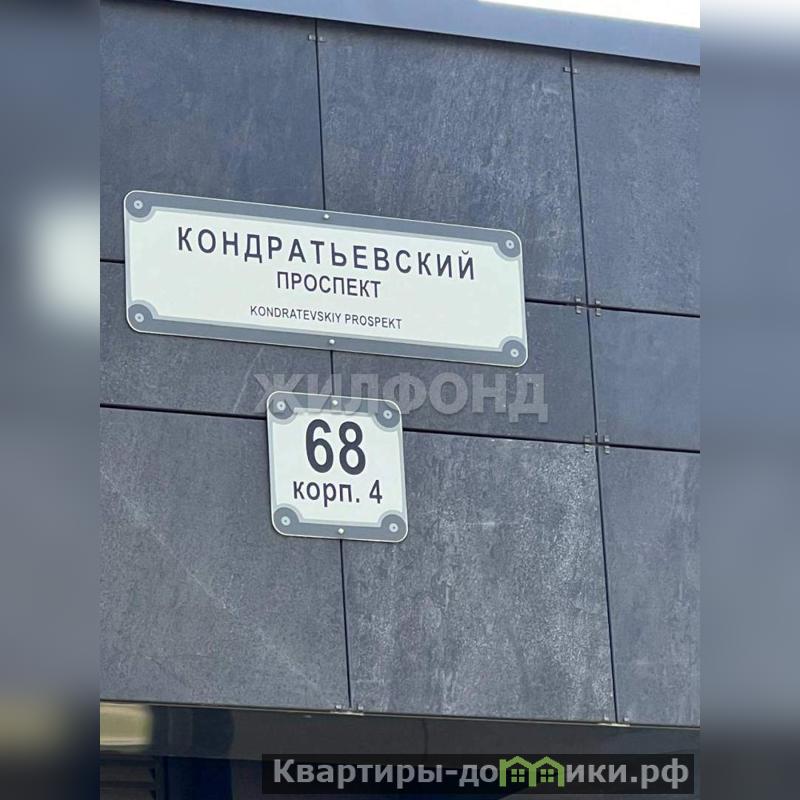 КОНДРАТЬЕВСКИЙ
ПРОСПЕКТ
KONDRATEVSKIY PROSPEKT
ЖИЛФОНД
68
корп. 4
Квартиры-домики.рф